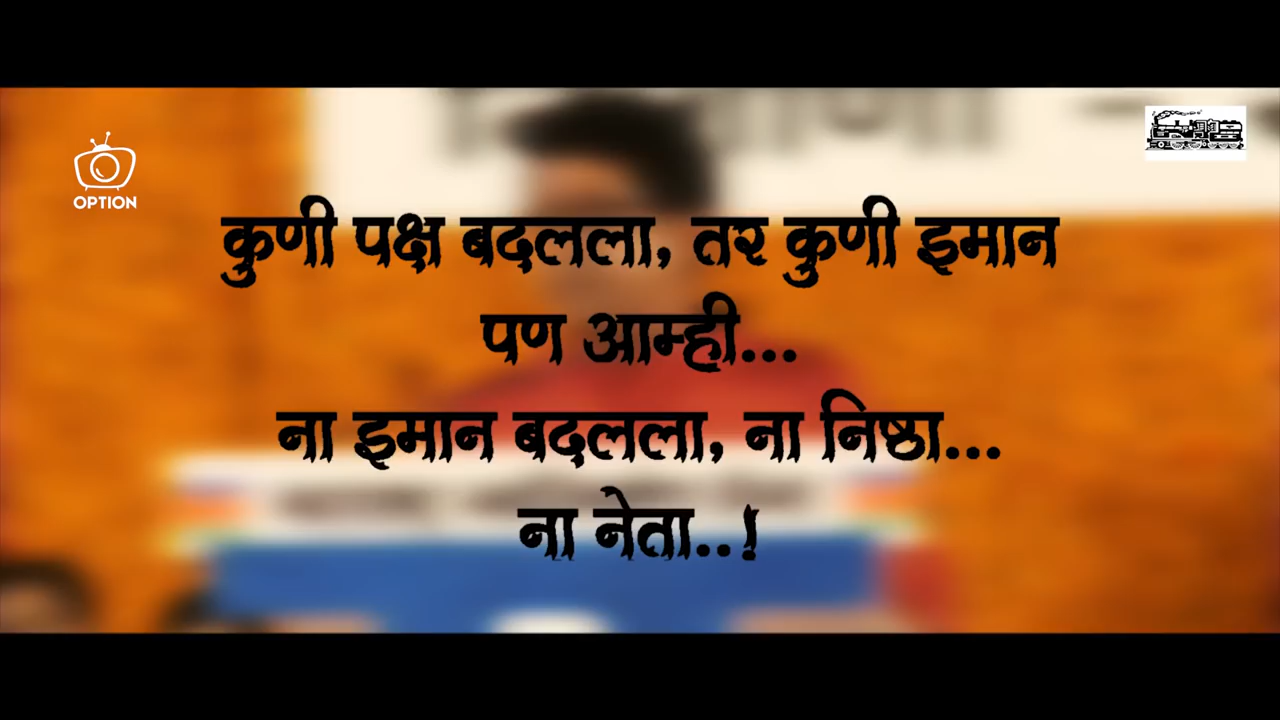 OPTION
कुणी पक्ष बदलला, तर कुणी इमान
पण आम्ही...
ना इमान बदलला, ना निष्ठा...
ना नेता..!